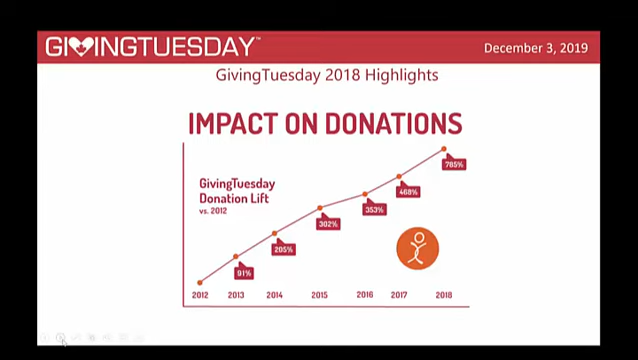 GIVINGTUESDAY™
December 3, 2019
GivingTuesday 2018 Highlights
IMPACT ON DONATIONS
GivingTuesday
Donation Lift
vs. 2012
785%
468%
353%
302%
205%
91%
2012 2013 2014 2015 2016 2017 2018